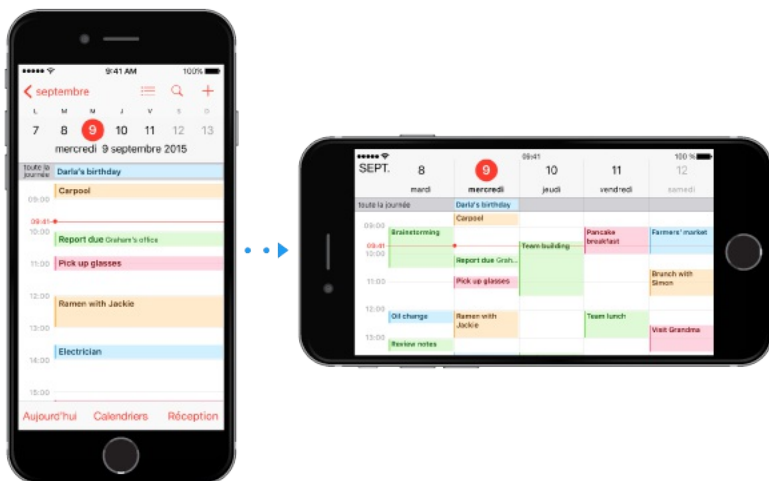 9:41 AM 100%
septembre
L M M J V S D
7 8 9 10 11 12 13
mercredi 9 septembre 2015
toute la journée Darla's birthday
Carpool
09:00
09:41
10:00
Report due Graham's office
11:00 Pick up glasses
12:00
Ramen with Jackie
13:00
Electrician
14:00
15:00
Aujourd'hui Calendriers Réception
09:41 100 %
SEPT. 8 9 10 11 12
mardi mercredi jeudi vendredi samedi
toute la journée Darla's birthday
Carpool
09:00
Brainstorming Pancake breakfast Farmers' market
09:41
10:00
Team building
Report due Grah...
11:00 Pick up glasses Brunch with Simon
12:00
Oil change Ramen with Jackie Team lunch
Visit Grandma
13:00
Review notes